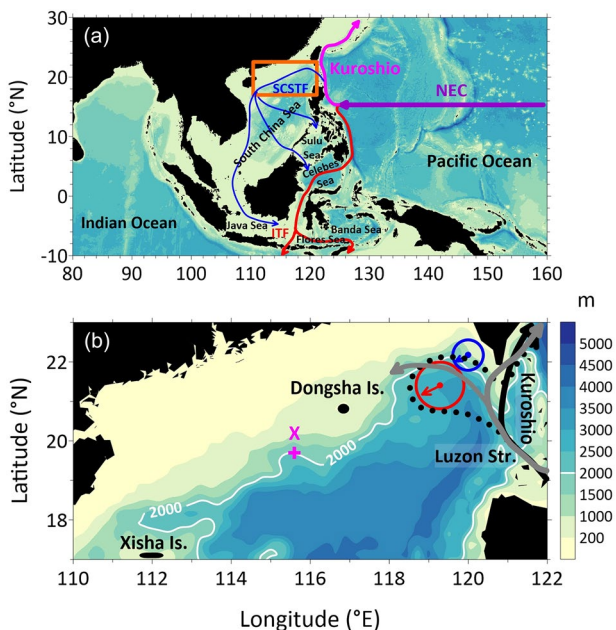 (a)
30
20
10
0
-10
Latitude (°N)
Kuroshio
SCSTF
NEC
South China Sea
Sulu
Sea
Celebes
Sea
Pacific Ocean
Indian Ocean
Java Sea
ITF
Banda Sea
Flores Sea
80 90 100 110 120 130 140 150 160
m
(b)
22
21
20
19
18
Latitude (°N)
Dongsha Is.
Kuroshio
X
Luzon Str.
2000
2000
Xisha Is.
110 112 114 116 118 120 122
Longitude (°E)
5000
4500
4000
3500
3000
2500
2000
1500
1000
200